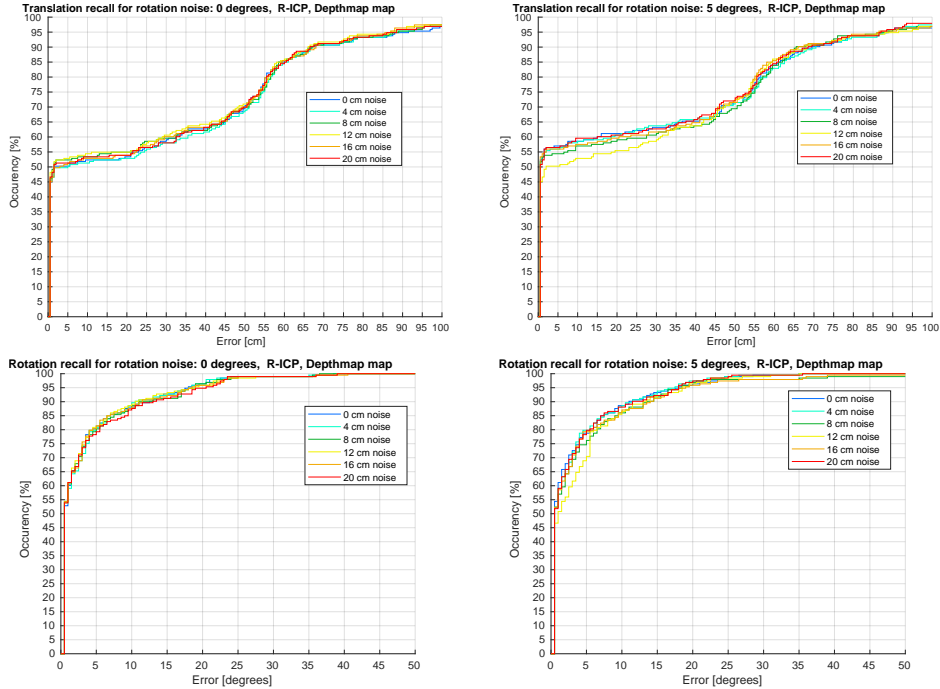 Translation recall for rotation noise: 0 degrees, R-ICP, Depthmap map
100
95
90
85
80
75
70
65
60
55
50
45
40
35
30
25
20
15
10
5
0
Occurency [%]
0 cm noise
4 cm noise
8 cm noise
12 cm noise
16 cm noise
20 cm noise
0 5 10 15 20 25 30 35 40 45 50 55 60 65 70 75 80 85 90 95 100
Error [cm]
Translation recall for rotation noise: 5 degrees, R-ICP, Depthmap map
100
95
90
85
80
75
70
65
60
55
50
45
40
35
30
25
20
15
10
5
0
Occurency [%]
0 cm noise
4 cm noise
8 cm noise
12 cm noise
16 cm noise
20 cm noise
0 5 10 15 20 25 30 35 40 45 50 55 60 65 70 75 80 85 90 95 100
Error [cm]
Rotation recall for rotation noise: 0 degrees, R-ICP, Depthmap map
100
95
90
85
80
75
70
65
60
55
50
45
40
35
30
25
20
15
10
5
0
Occurency [%]
0 cm noise
4 cm noise
8 cm noise
12 cm noise
16 cm noise
20 cm noise
0 5 10 15 20 25 30 35 40 45 50
Error [degrees]
Rotation recall for rotation noise: 5 degrees, R-ICP, Depthmap map
100
95
90
85
80
75
70
65
60
55
50
45
40
35
30
25
20
15
10
5
0
Occurency [%]
0 cm noise
4 cm noise
8 cm noise
12 cm noise
16 cm noise
20 cm noise
0 5 10 15 20 25 30 35 40 45 50
Error [degrees]